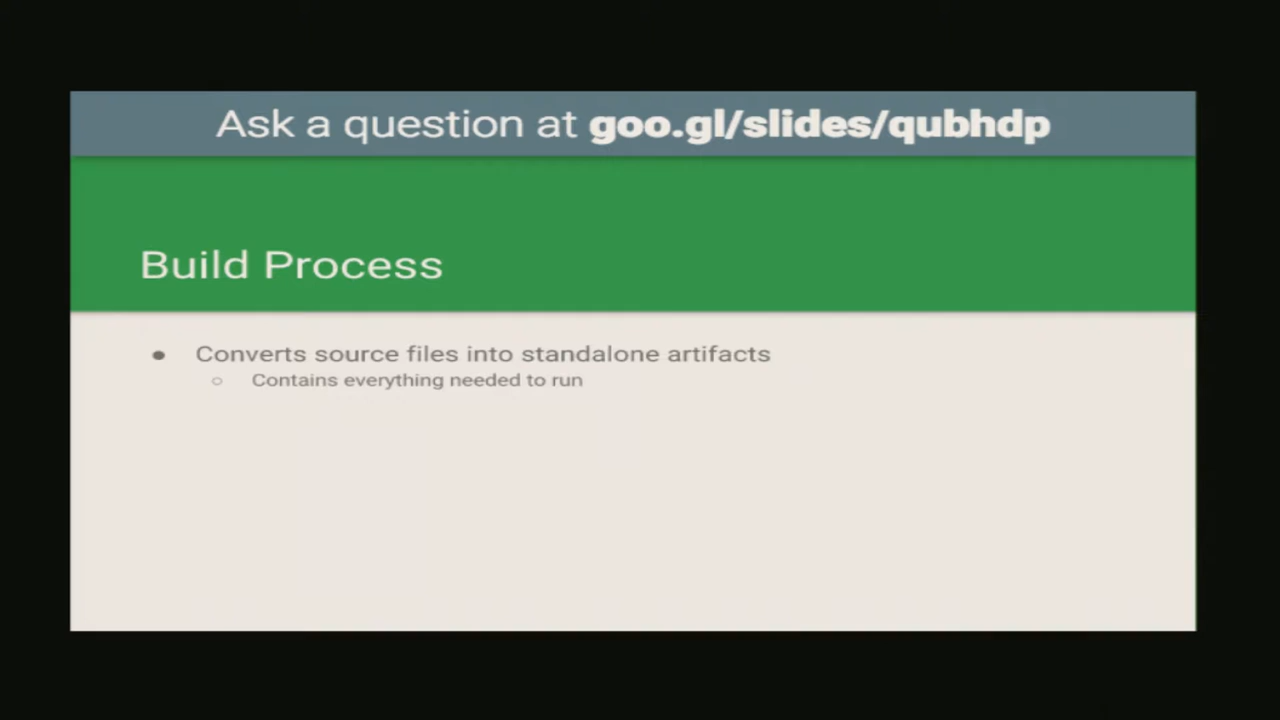 Ask a question at goo.gl/slides/qubhdp
Build Process
● Converts source files into standalone artifacts
○ Contains everything needed to run